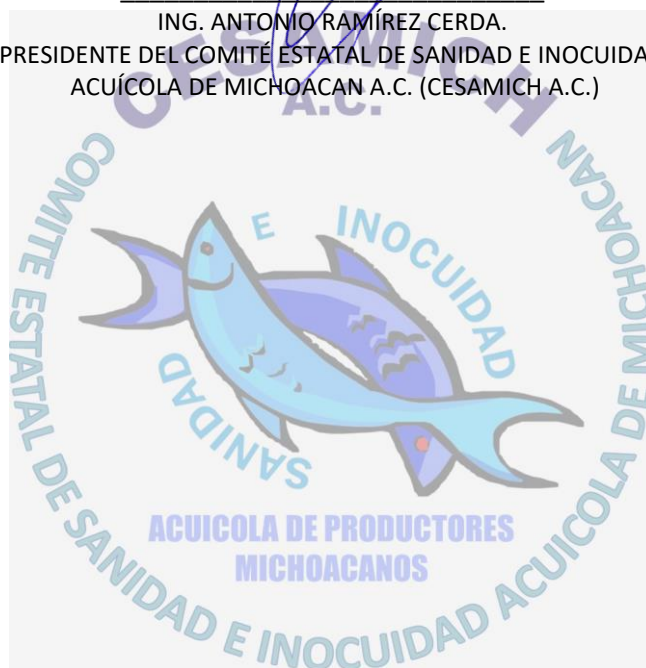 ING. ANTONIO RAMÍREZ CERDA.
PRESIDENTE DEL COMITÉ ESTATAL DE SANIDAD E INOCUIDA
ACUÍCOLA DE MICHOACAN A.C. (CESAMICH A.C.)
CESAMICH
A.C.
COMITE ESTATAL DE SANIDAD E INOCUIDAD ACUICOLA DE MICHOACAN
SANIDAD E INOCUIDAD
ACUICOLA DE PRODUCTORES
MICHOACANOS